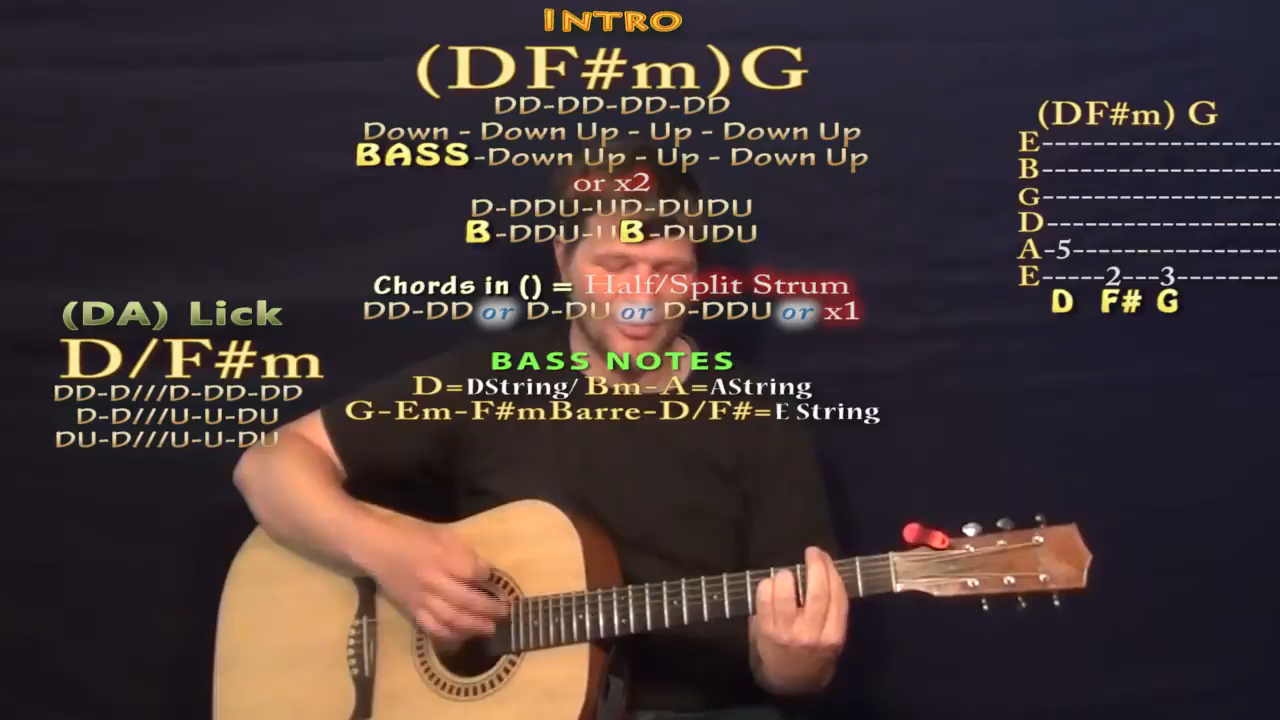 INTRO
(DF#m)G
DD-DD-DD-DD
Down - Down Up - Up - Down Up
BASS-Down Up - Up - Down Up
or x2
D-DDU-UD-DUDU
B-DDU-UB-DUDU
Chords in () = Half/Split Strum
DD-DD or D-DU or D-DDU or x1
BASS NOTES
D=DString/ Bm-A=AString
G-Em-F#mBarre-D/F#=E String
(DA) Lick
D/F#m
DD-D///D-DD-DD
D-D///U-U-DU
DU-D///U-U-DU
(DF#m) G
E-----------------------
B-----------------------
G-----------------------
D-----------------------
A-5---------------------
E-----2---3----------
D F# G